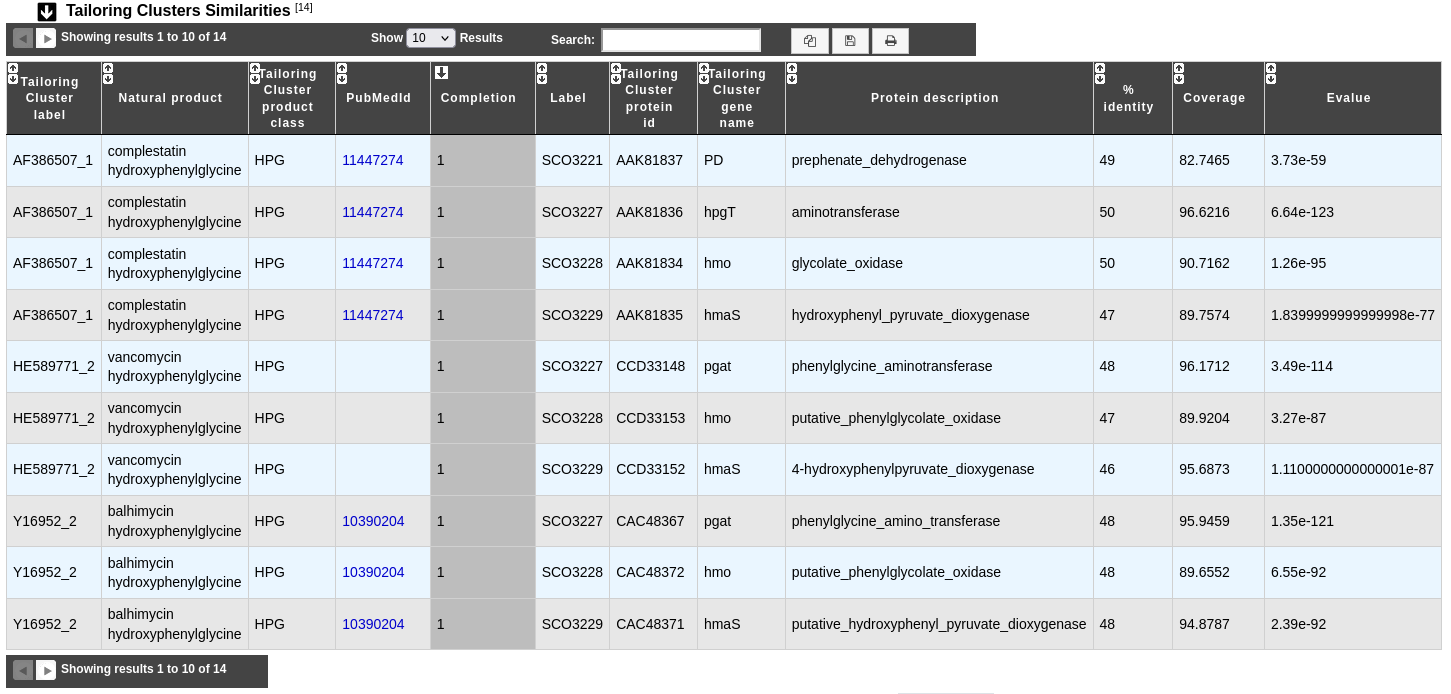 Tailoring Clusters Similarities [14]
Showing results 1 to 10 of 14 Show 10 Results Search:
Tailoring Cluster label Natural product Tailoring Cluster product class PubMedId Completion Label Tailoring Cluster protein id Tailoring Cluster gene name Protein description % identity Coverage Evalue
AF386507_1 complestatin hydroxyphenylglycine HPG 11447274 1 SCO3221 AAK81837 PD prephenate_dehydrogenase 49 82.7465 3.73e-59
AF386507_1 complestatin hydroxyphenylglycine HPG 11447274 1 SCO3227 AAK81836 hpgT aminotransferase 50 96.6216 6.64e-123
AF386507_1 complestatin hydroxyphenylglycine HPG 11447274 1 SCO3228 AAK81834 hmo glycolate_oxidase 50 90.7162 1.26e-95
AF386507_1 complestatin hydroxyphenylglycine HPG 11447274 1 SCO3229 AAK81835 hmaS hydroxyphenyl_pyruvate_dioxygenase 47 89.7574 1.8399999999999998e-77
HE589771_2 vancomycin hydroxyphenylglycine HPG 1 SCO3227 CCD33148 pgat phenylglycine_aminotransferase 48 96.1712 3.49e-114
HE589771_2 vancomycin hydroxyphenylglycine HPG 1 SCO3228 CCD33153 hmo putative_phenylglycolate_oxidase 47 89.9204 3.27e-87
HE589771_2 vancomycin hydroxyphenylglycine HPG 1 SCO3229 CCD33152 hmaS 4-hydroxyphenylpyruvate_dioxygenase 46 95.6873 1.1100000000000001e-87
Y16952_2 balhimycin hydroxyphenylglycine HPG 10390204 1 SCO3227 CAC48367 pgat phenylglycine_amino_transferase 48 95.9459 1.35e-121
Y16952_2 balhimycin hydroxyphenylglycine HPG 10390204 1 SCO3228 CAC48372 hmo putative_phenylglycolate_oxidase 48 89.6552 6.55e-92
Y16952_2 balhimycin hydroxyphenylglycine HPG 10390204 1 SCO3229 CAC48371 hmaS putative_hydroxyphenyl_pyruvate_dioxygenase 48 94.8787 2.39e-92
Showing results 1 to 10 of 14